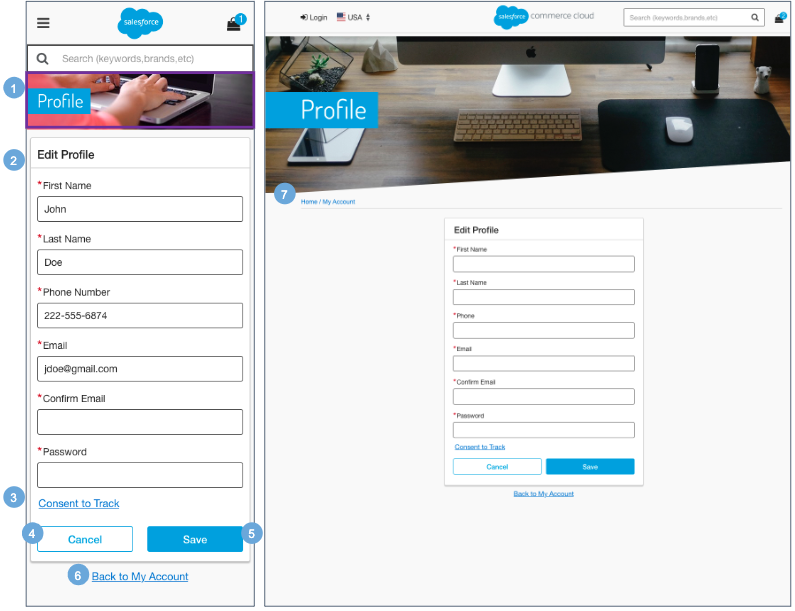 salesforce
1
Search (keywords,brands,etc)
1
Profile
2
Edit Profile
*First Name
John
*Last Name
Doe
*Phone Number
222-555-6874
*Email
jdoe@gmail.com
*Confirm Email
*Password
3
Consent to Track
4
Cancel
Save
5
6
Back to My Account
Login
USA
salesforce
commerce cloud
Search (keywords,brands,etc)
2
Profile
7
Home / My Account
Edit Profile
*First Name
*Last Name
*Phone
*Email
*Confirm Email
*Password
Consent to Track
Cancel
Save
Back to My Account